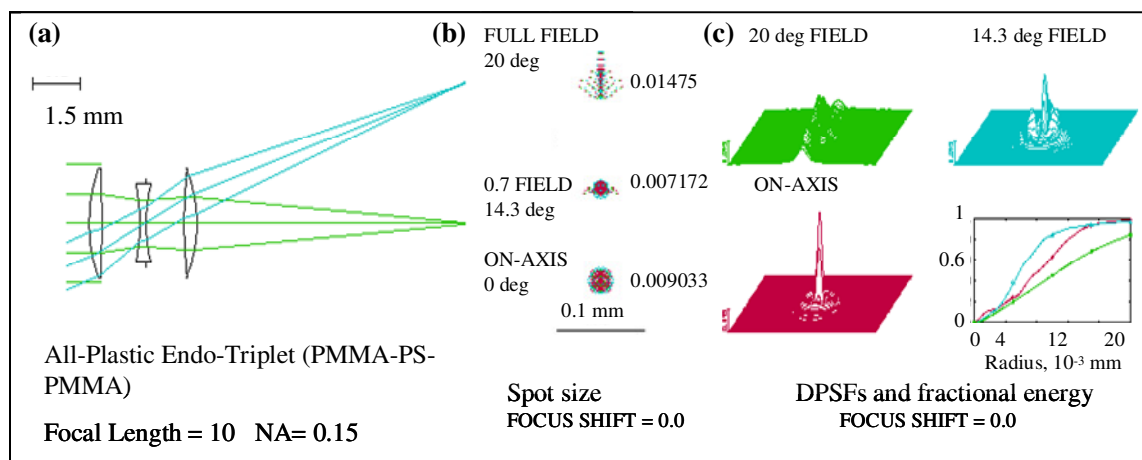 (a)
1.5 mm
All-Plastic Endo-Triplet (PMMA-PS-
PMMA)
Focal Length = 10 NA= 0.15
(b)
FULL FIELD
20 deg
0.01475
0.7 FIELD
14.3 deg
0.007172
ON-AXIS
0 deg
0.009033
0.1 mm
Spot size
FOCUS SHIFT = 0.0
(c)
20 deg FIELD
14.3 deg FIELD
ON-AXIS
1
0.6
0
0 4 12 20
Radius, 10-3 mm
DPSFs and fractional energy
FOCUS SHIFT = 0.0